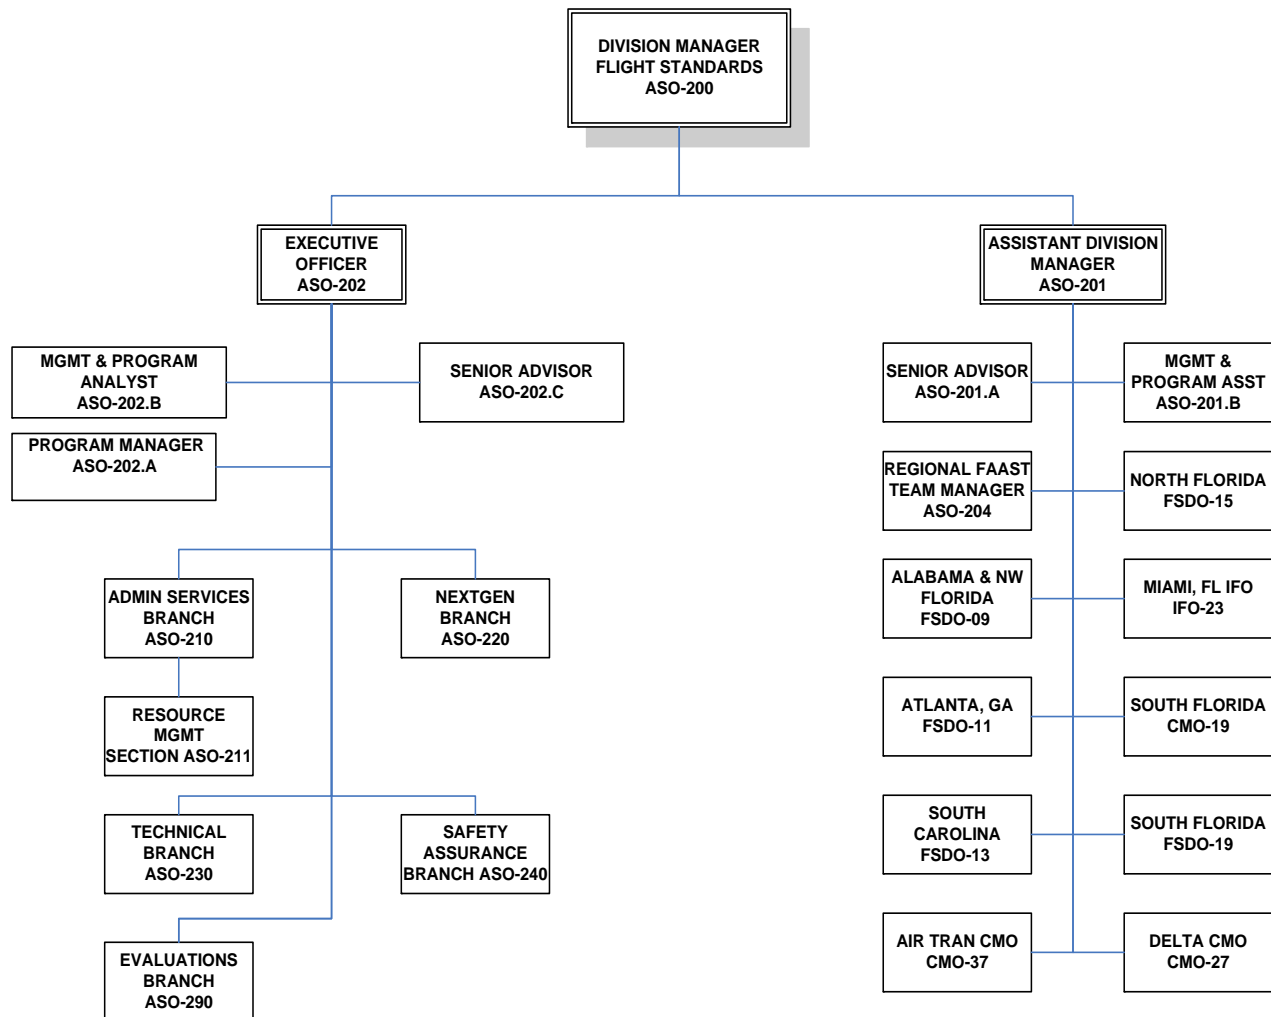 DIVISION MANAGER
FLIGHT STANDARDS
ASO-200
EXECUTIVE
OFFICER
ASO-202
ASSISTANT DIVISION
MANAGER
ASO-201
MGMT & PROGRAM
ANALYST
ASO-202.B
SENIOR ADVISOR
ASO-202.C
PROGRAM MANAGER
ASO-202.A
ADMIN SERVICES
BRANCH
ASO-210
NEXTGEN
BRANCH
ASO-220
RESOURCE
MGMT
SECTION ASO-211
TECHNICAL
BRANCH
ASO-230
SAFETY
ASSURANCE
BRANCH ASO-240
EVALUATIONS
BRANCH
ASO-290
SENIOR ADVISOR
ASO-201.A
MGMT &
PROGRAM ASST
ASO-201.B
REGIONAL FAAST
TEAM MANAGER
ASO-204
NORTH FLORIDA
FSDO-15
ALABAMA & NW
FLORIDA
FSDO-09
MIAMI, FL IFO
IFO-23
ATLANTA, GA
FSDO-11
SOUTH FLORIDA
CMO-19
SOUTH
CAROLINA
FSDO-13
SOUTH FLORIDA
FSDO-19
AIR TRAN CMO
CMO-37
DELTA CMO
CMO-27